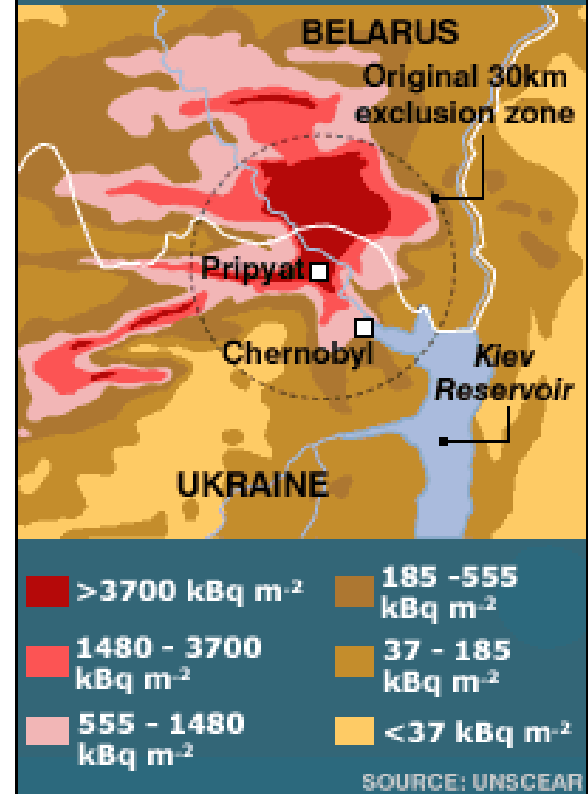 BELARUS
Original 30km
exclusion zone
Pripyat
Chernobyl
Kiev
Reservoir
UKRAINE
>3700 kBq m-2
1480 - 3700
kBq m-2
555 - 1480
kBq m-2
185 -555
kBq m-2
37 - 185
kBq m-2
<37 kBq m-2
SOURCE: UNSCEAR